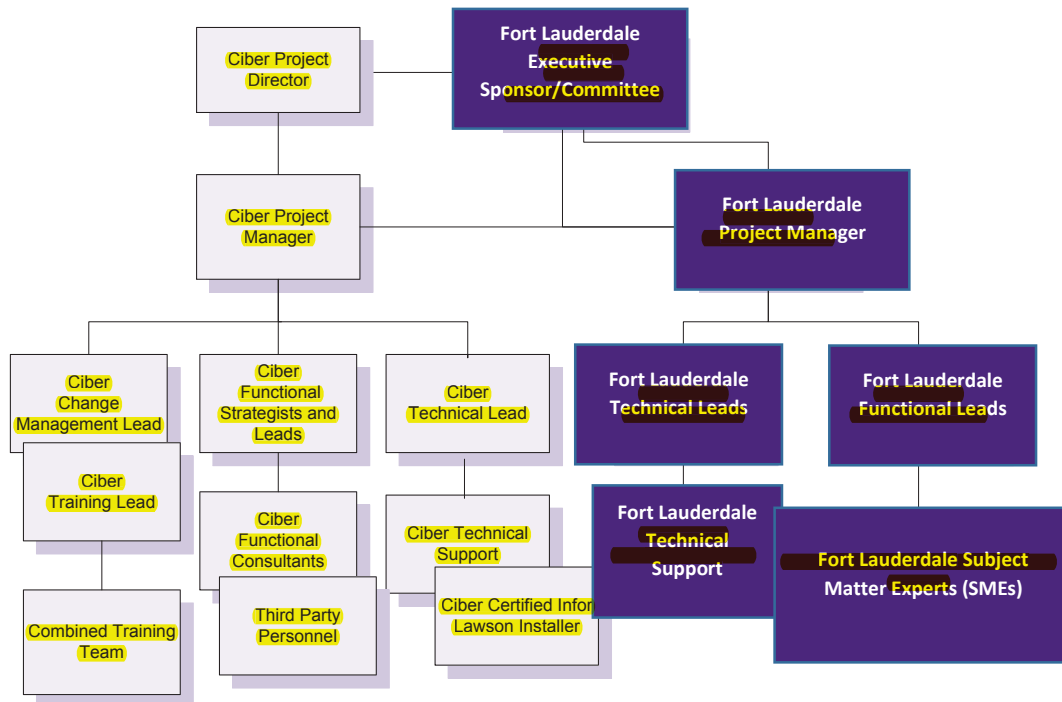 Ciber Project
Director
Fort Lauderdale
Executive
Sponsor/Committee
Ciber Project
Manager
Fort Lauderdale
Project Manager
Ciber
Change
Management Lead
Ciber
Functional
Strategists and
Leads
Ciber
Technical Lead
Fort Lauderdale
Technical Leads
Fort Lauderdale
Functional Leads
Ciber
Training Lead
Ciber
Functional
Consultants
Ciber Technical
Support
Fort Lauderdale
Technical
Support
Fort Lauderdale Subject
Matter Experts (SMEs)
Combined Training
Team
Third Party
Personnel
Ciber Certified Infor
Lawson Installer